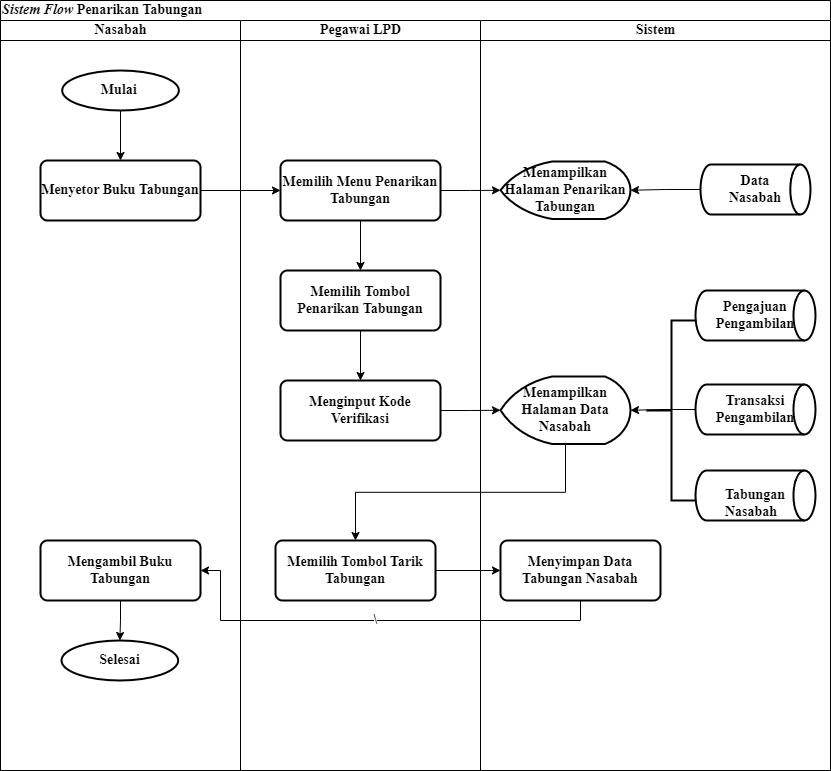 Sistem Flow Penarikan Tabungan
Nasabah
Pegawai LPD
Sistem
Mulai
Menyetor Buku Tabungan
Memilih Menu Penarikan
Tabungan
Menampilkan
Halaman Penarikan
Tabungan
Data
Nasabah
Memilih Tombol
Penarikan Tabungan
Pengajuan
Pengambilan
Menginput Kode
Verifikasi
Menampilkan
Halaman Data
Nasabah
Transaksi
Pengambilan
Tabungan
Nasabah
Mengambil Buku
Tabungan
Memilih Tombol Tarik
Tabungan
Menyimpan Data
Tabungan Nasabah
\
Selesai